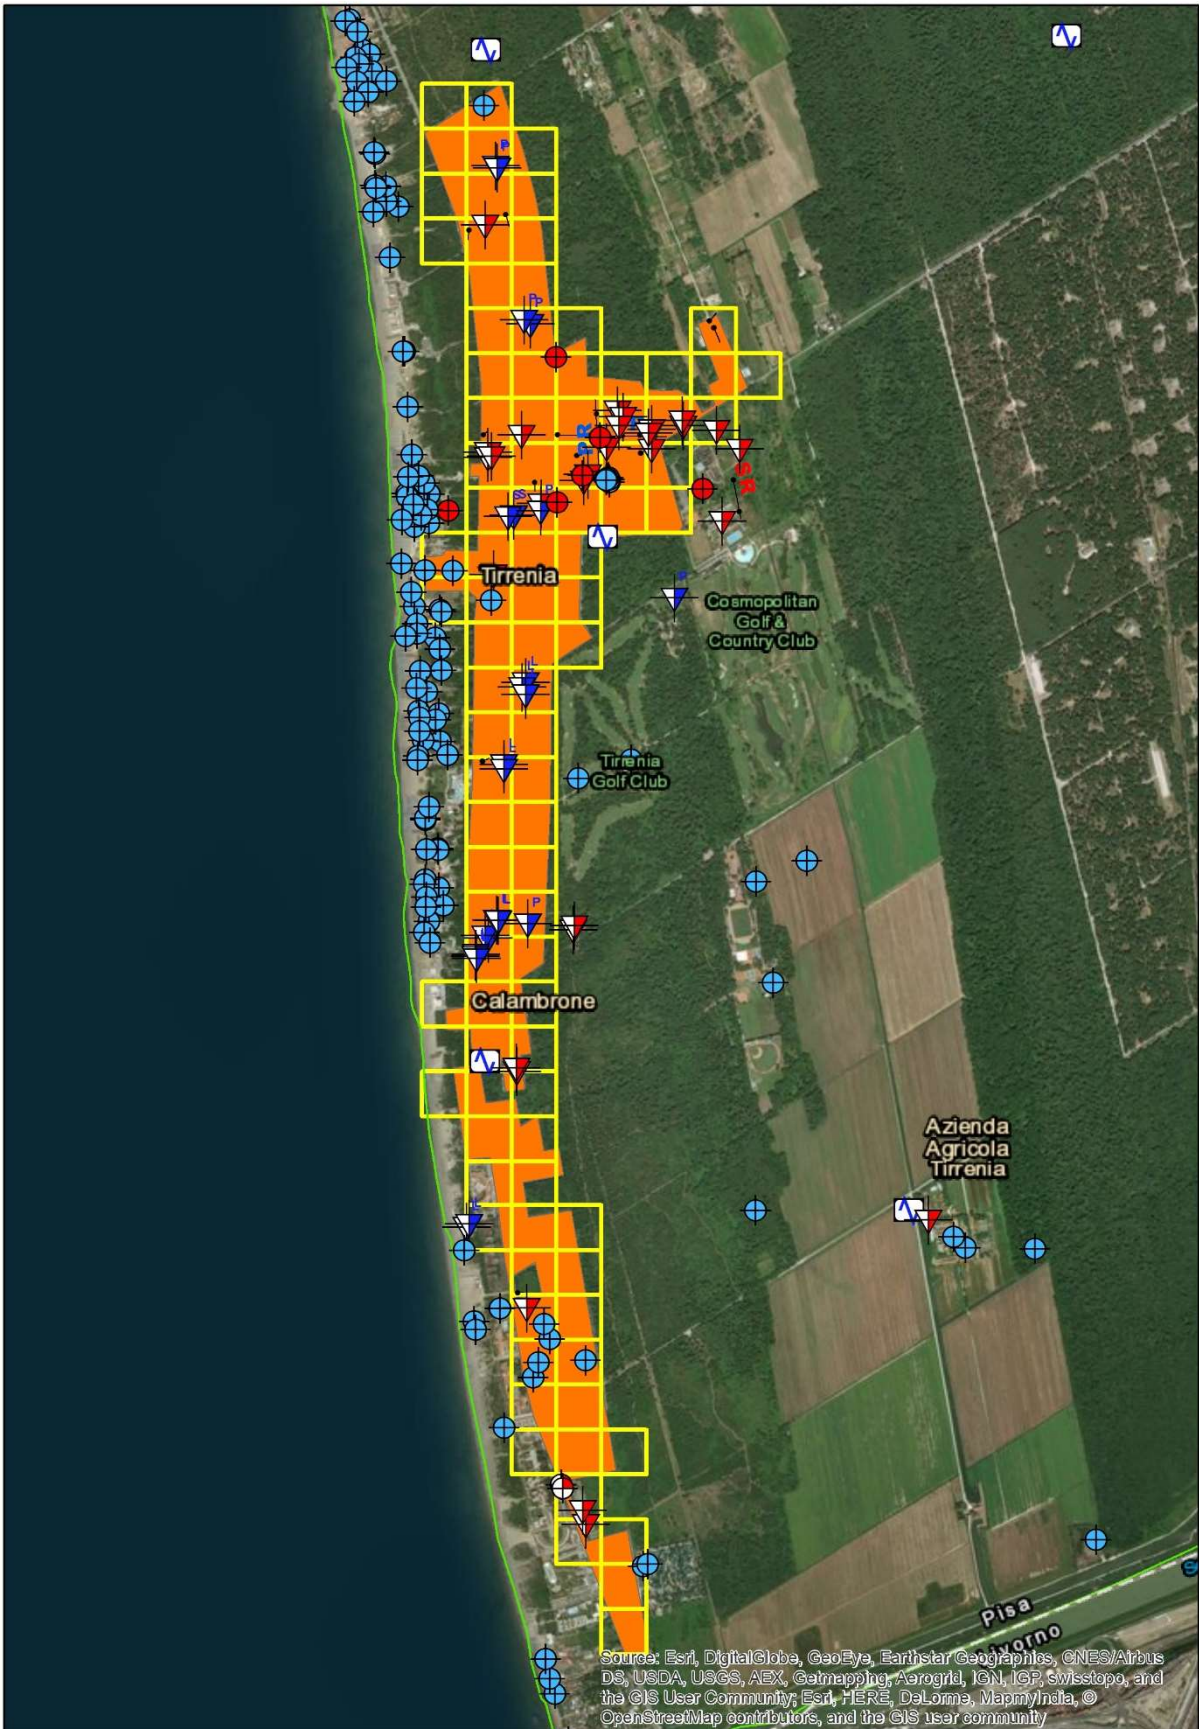 P
P
P
P
P
R
S
S
P
S R
Tirrenia
P
Cosmopolitan
Golf &
Country Club
L
L
Tirrenia
Golf Club
L
P
Calambrone
Azienda
Agricola
Tirrenia
L
Pisa
Livorno
Source: Esri, DigitalGlobe, GeoEye, Earthstar Geographics, CNES/Airbus
DS, USDA, USGS, AEX, Getmapping, Aerogrid, IGN, IGP, swisstopo, and
the GIS User Community; Esri, HERE, DeLorme, MapmyIndia, ©
OpenStreetMap contributors, and the GIS user community